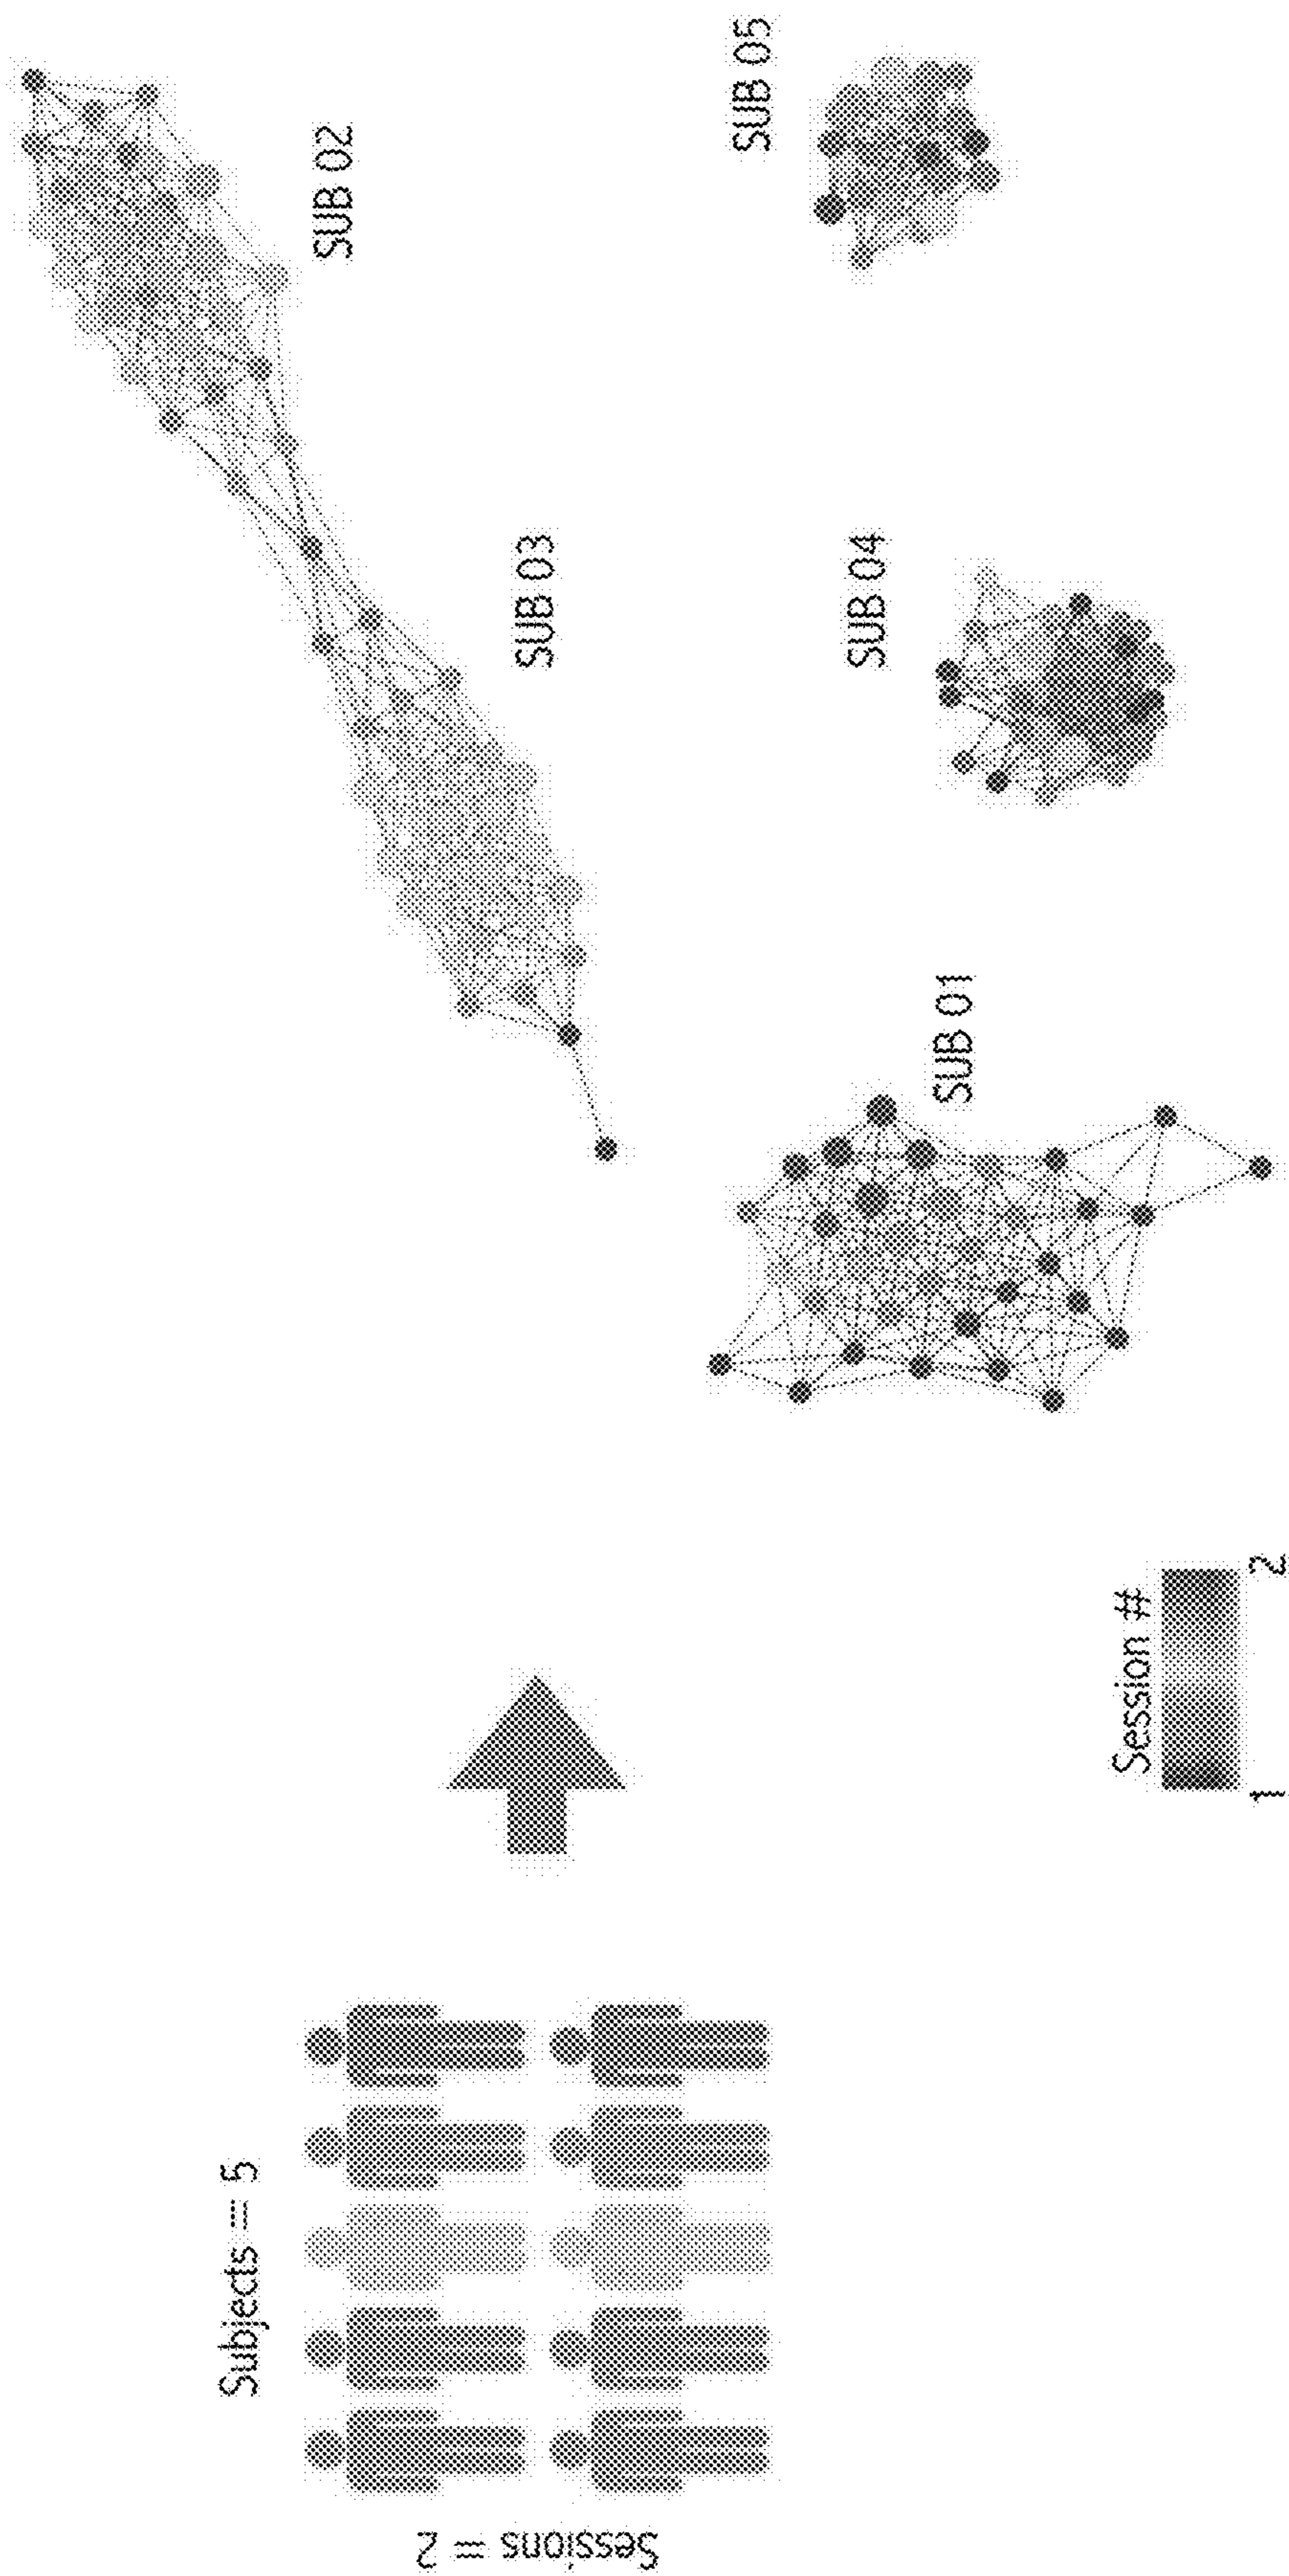 Subjects = 5
Sessions = 2
Session #
1 2
SUB 01
SUB 02
SUB 03
SUB 04
SUB 05